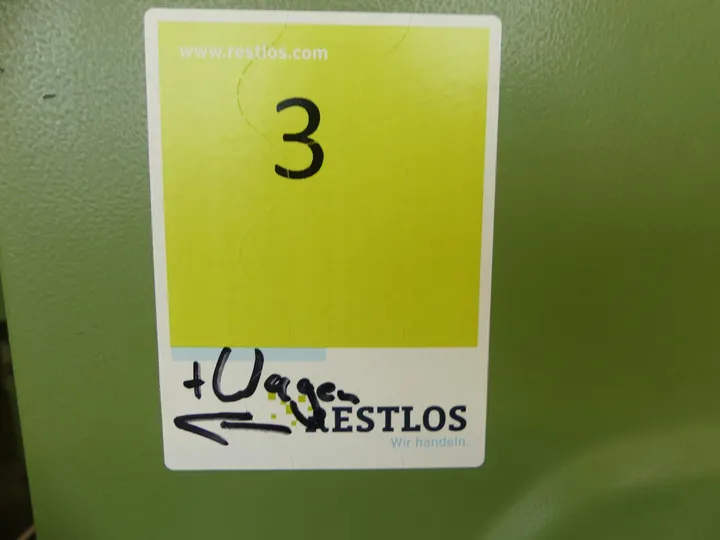 www.restlos.com
3
+ Wagen
RESTLOS
Wir handeln.